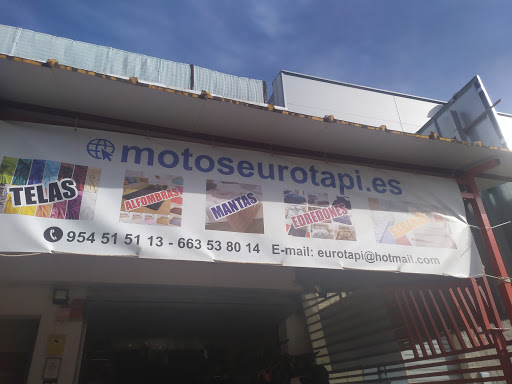 motoseurotapi.es
TELAS
ALFOMBRAS
MANTAS
EDREDONES
954 51 51 13 - 663 53 80 14 E-mail: eurotapi@hotmail.com